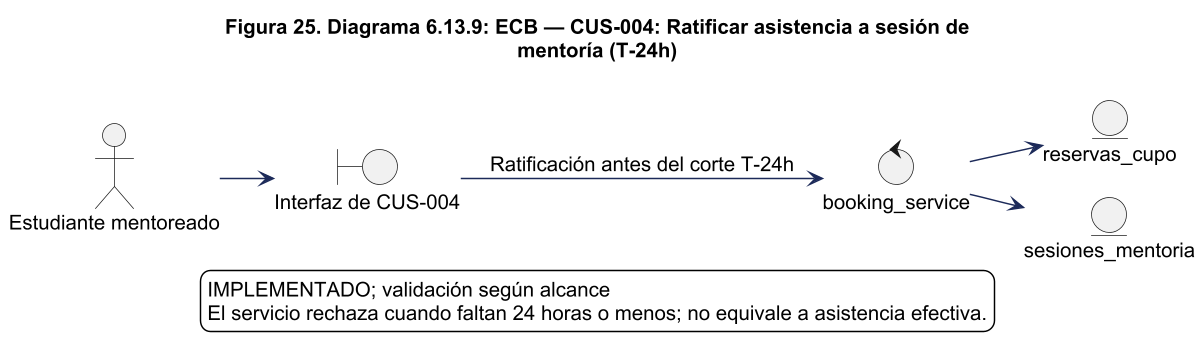 Figura 25. Diagrama 6.13.9: ECB — CUS-004: Ratificar asistencia a sesión de
mentoría (T-24h)
Estudiante mentoreado
Interfaz de CUS-004
Ratificación antes del corte T-24h
booking_service
reservas_cupo
sesiones_mentoria
IMPLEMENTADO; validación según alcance
El servicio rechaza cuando faltan 24 horas o menos; no equivale a asistencia efectiva.